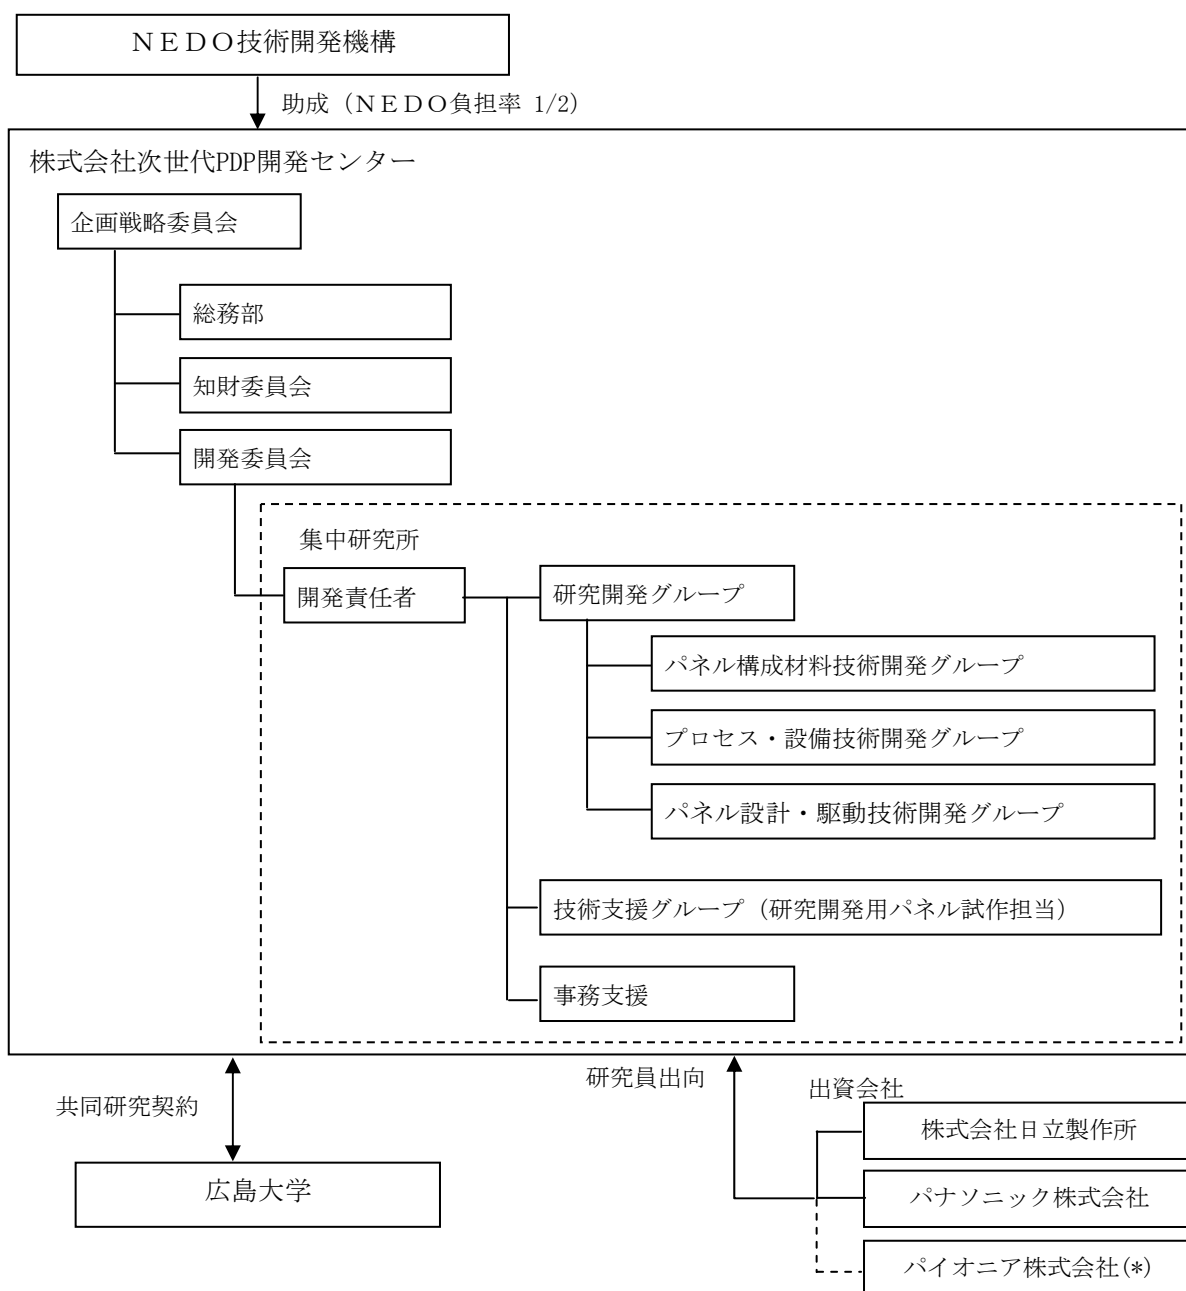 ＮＥＤＯ技術開発機構
助成（ＮＥＤＯ負担率 1/2）
株式会社次世代PDP開発センター
企画戦略委員会
総務部
知財委員会
開発委員会
集中研究所
開発責任者
研究開発グループ
パネル構成材料技術開発グループ
プロセス・設備技術開発グループ
パネル設計・駆動技術開発グループ
技術支援グループ（研究開発用パネル試作担当）
事務支援
共同研究契約
広島大学
研究員出向
出資会社
株式会社日立製作所
パナソニック株式会社
パイオニア株式会社(*)